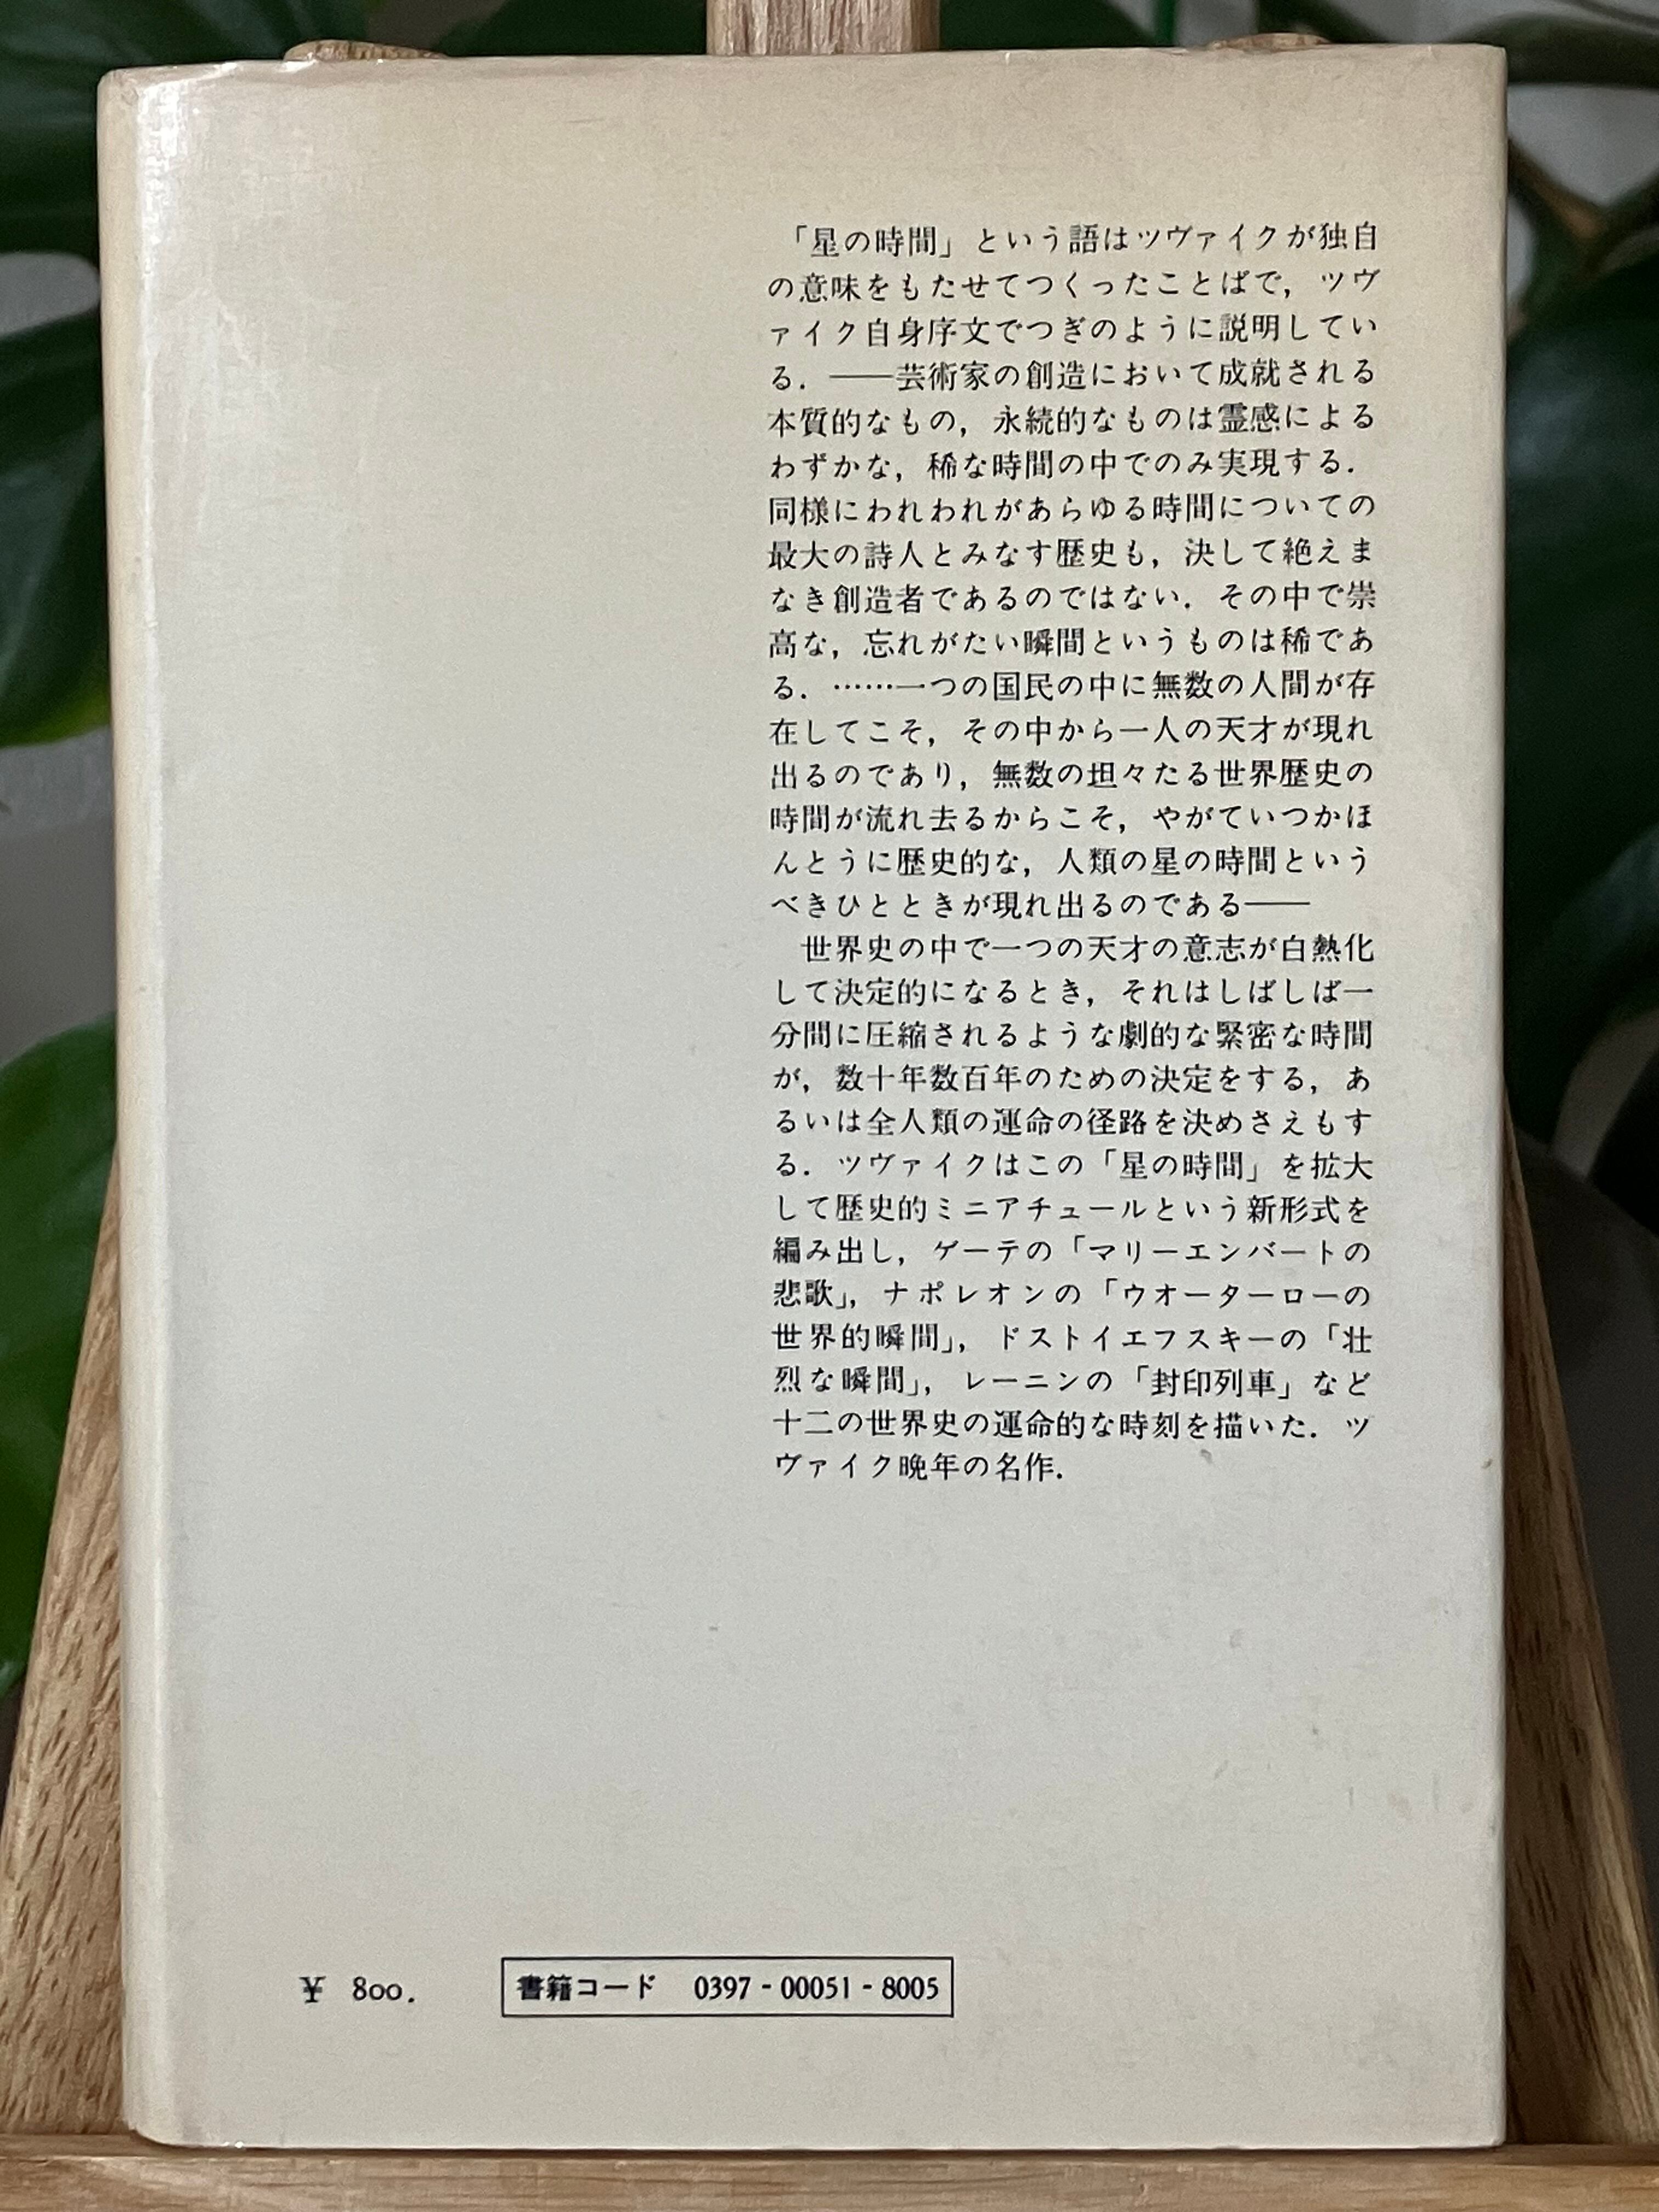 「星の時間」という語はツヴァイクが独自
の意味をもたせてつくったことばで，ツヴ
ァイク自身序文でつぎのように説明してい
る．――芸術家の創造において成就される
本質的なもの，永続的なものは霊感による
わずかな，稀な時間の中でのみ実現する．
同様にわれわれがあらゆる時間についての
最大の詩人とみなす歴史も，決して絶えま
なき創造者であるのではない．その中で崇
高な，忘れがたい瞬間というものは稀であ
る．……一つの国民の中に無数の人間が存
在してこそ，その中から一人の天才が現れ
出るのであり，無数の坦々たる世界歴史の
時間が流れ去るからこそ，やがていつかほ
んとうに歴史的な，人類の星の時間という
べきひとときが現れ出るのである――
世界史の中で一つの天才の意志が白熱化
して決定的になるとき，それはしばしば一
分間に圧縮されるような劇的な緊密な時間
が，数十年数百年のための決定をする，あ
るいは全人類の運命の径路を決めさえもす
る．ツヴァイクはこの「星の時間」を拡大
して歴史的ミニアチュールという新形式を
編み出し，ゲーテの「マリーエンバートの
悲歌」，ナポレオンの「ウオーターローの
世界的瞬間」，ドストイエフスキーの「壮
烈な瞬間」，レーニンの「封印列車」など
十二の世界史の運命的な時刻を描いた．ツ
ヴァイク晩年の名作．
¥ 800.
書籍コード 0397-00051-8005